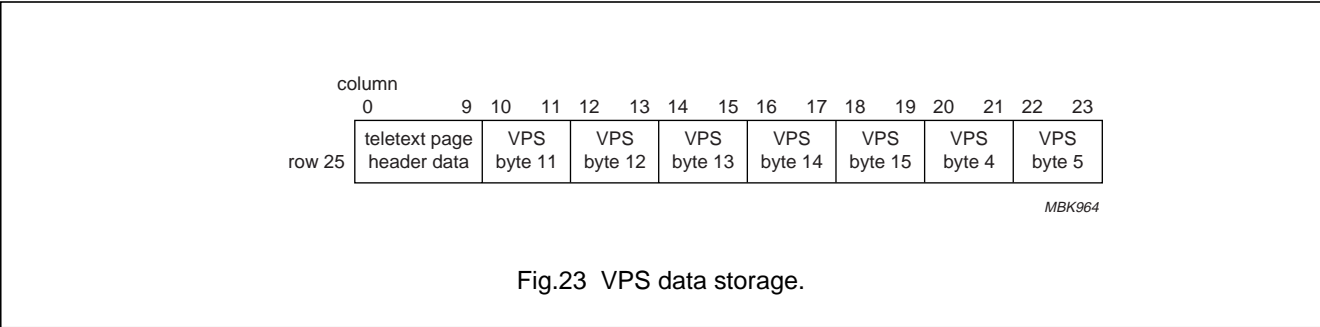 column
0 9 10 11 12 13 14 15 16 17 18 19 20 21 22 23
row 25
teletext page
header data
VPS
byte 11
VPS
byte 12
VPS
byte 13
VPS
byte 14
VPS
byte 15
VPS
byte 4
VPS
byte 5
MBK964
Fig.23 VPS data storage.